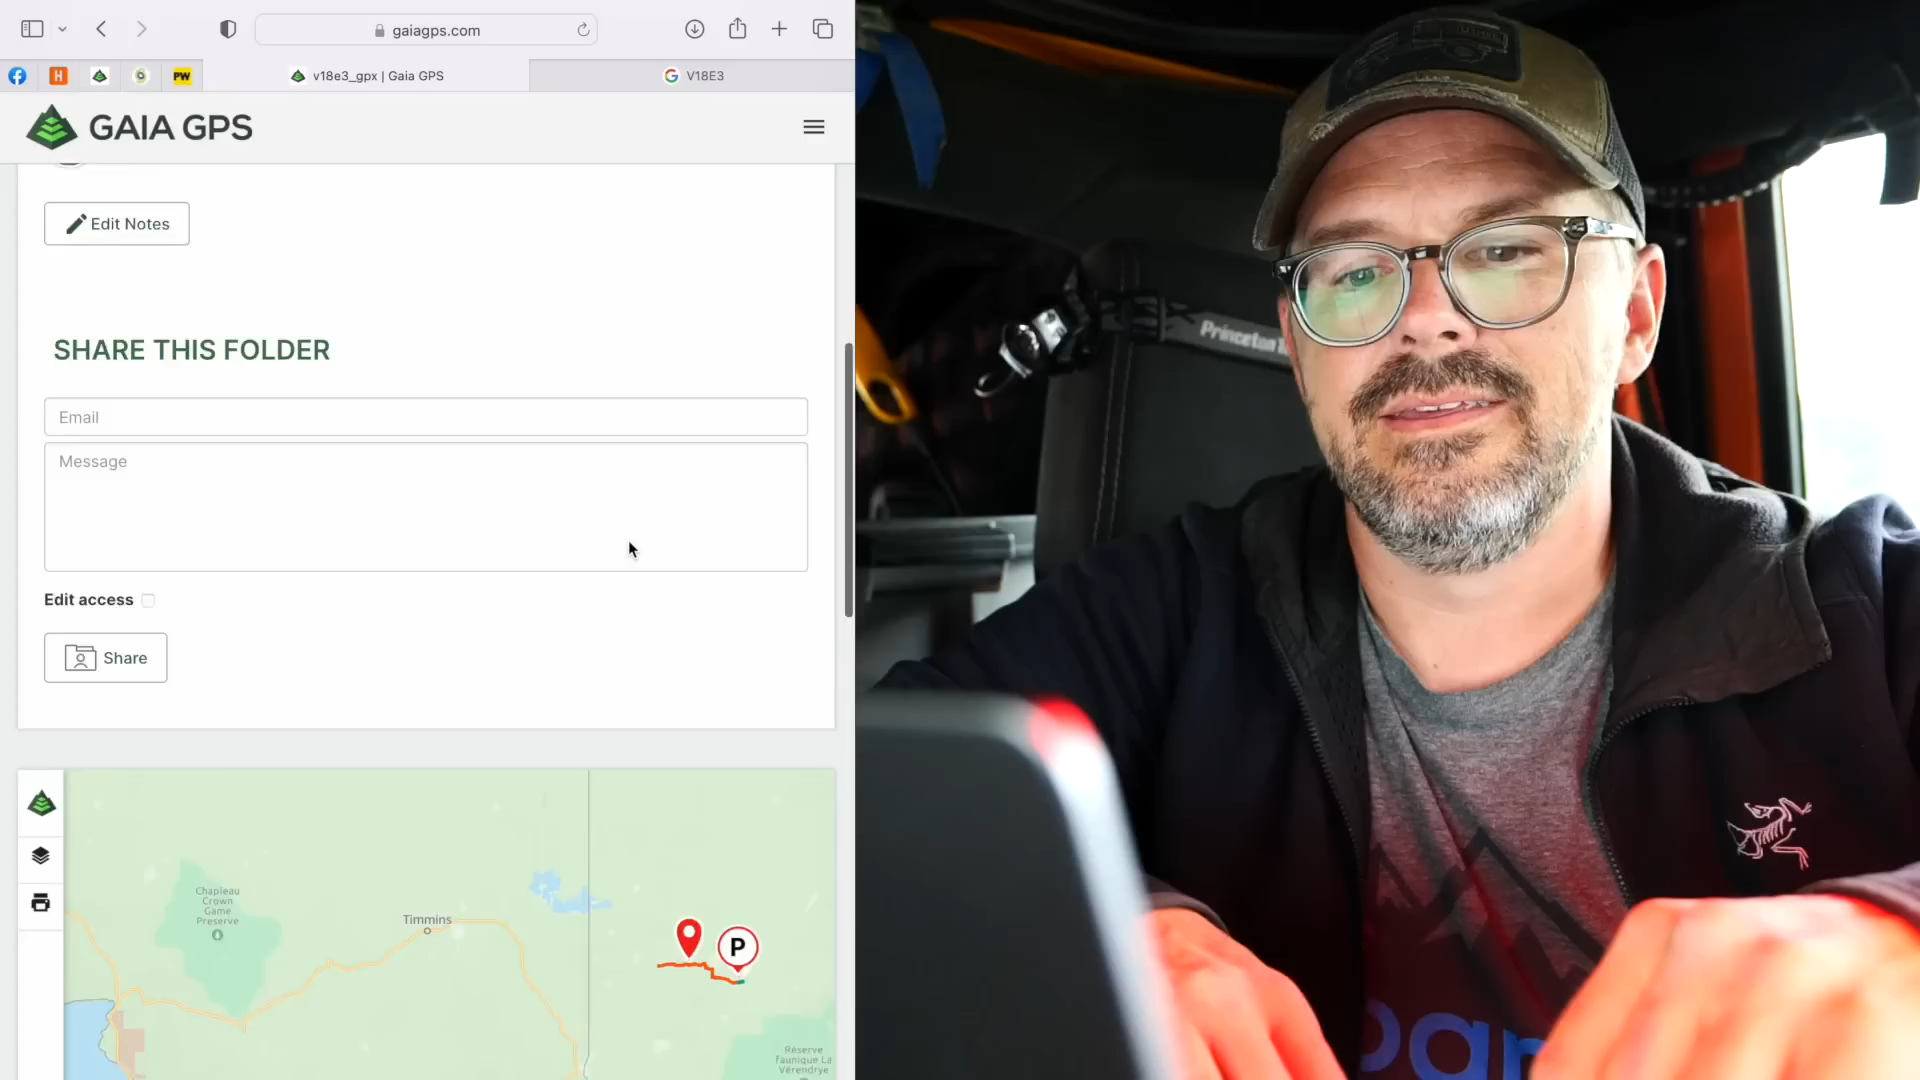 gaiagps.com
H
PW
v18e3_gpx | Gaia GPS
V18E3
GAIA GPS
Edit Notes
SHARE THIS FOLDER
Email
Message
Edit access
Share
Chapleau
Crown
Game
Preserve
Timmins
P
Réserve
Faunique La
Vérendrye
Princeton